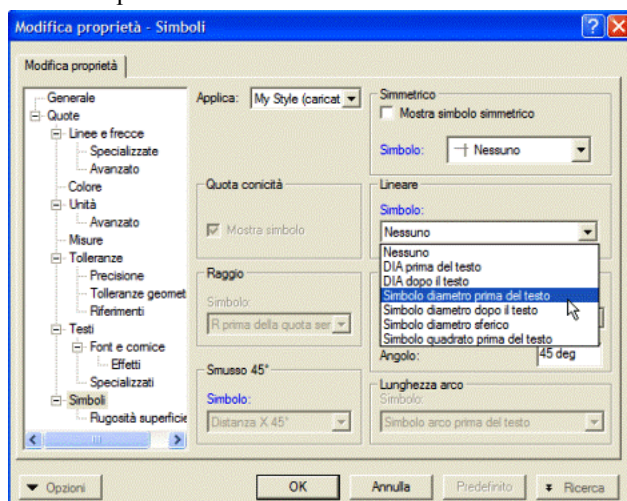 Modifica proprietà - Simboli
Modifica proprietà
Generale
Quote
Linee e frecce
Specializzate
Avanzato
Colore
Unità
Avanzato
Misure
Tolleranze
Precisione
Tolleranze geomet
Riferimenti
Testi
Font e cornice
Effetti
Specializzati
Simboli
Rugosità superficie
Applica: My Style (caricat
Quota conicità
Mostra simbolo
Raggio
Simbolo:
R prima della quota ser
Smusso 45°
Simbolo:
Distanza X 45°
Simmetrico
Mostra simbolo simmetrico
Simbolo: Nessuno
Lineare
Simbolo:
Nessuno
Nessuno
DIA prima del testo
DIA dopo il testo
Simbolo diametro prima del testo
Simbolo diametro dopo il testo
Simbolo diametro sferico
Simbolo quadrato prima del testo
Angolo: 45 deg
Lunghezza arco
Simbolo:
Simbolo arco prima del testo
Opzioni
OK
Annulla
Predefinito
Ricerca